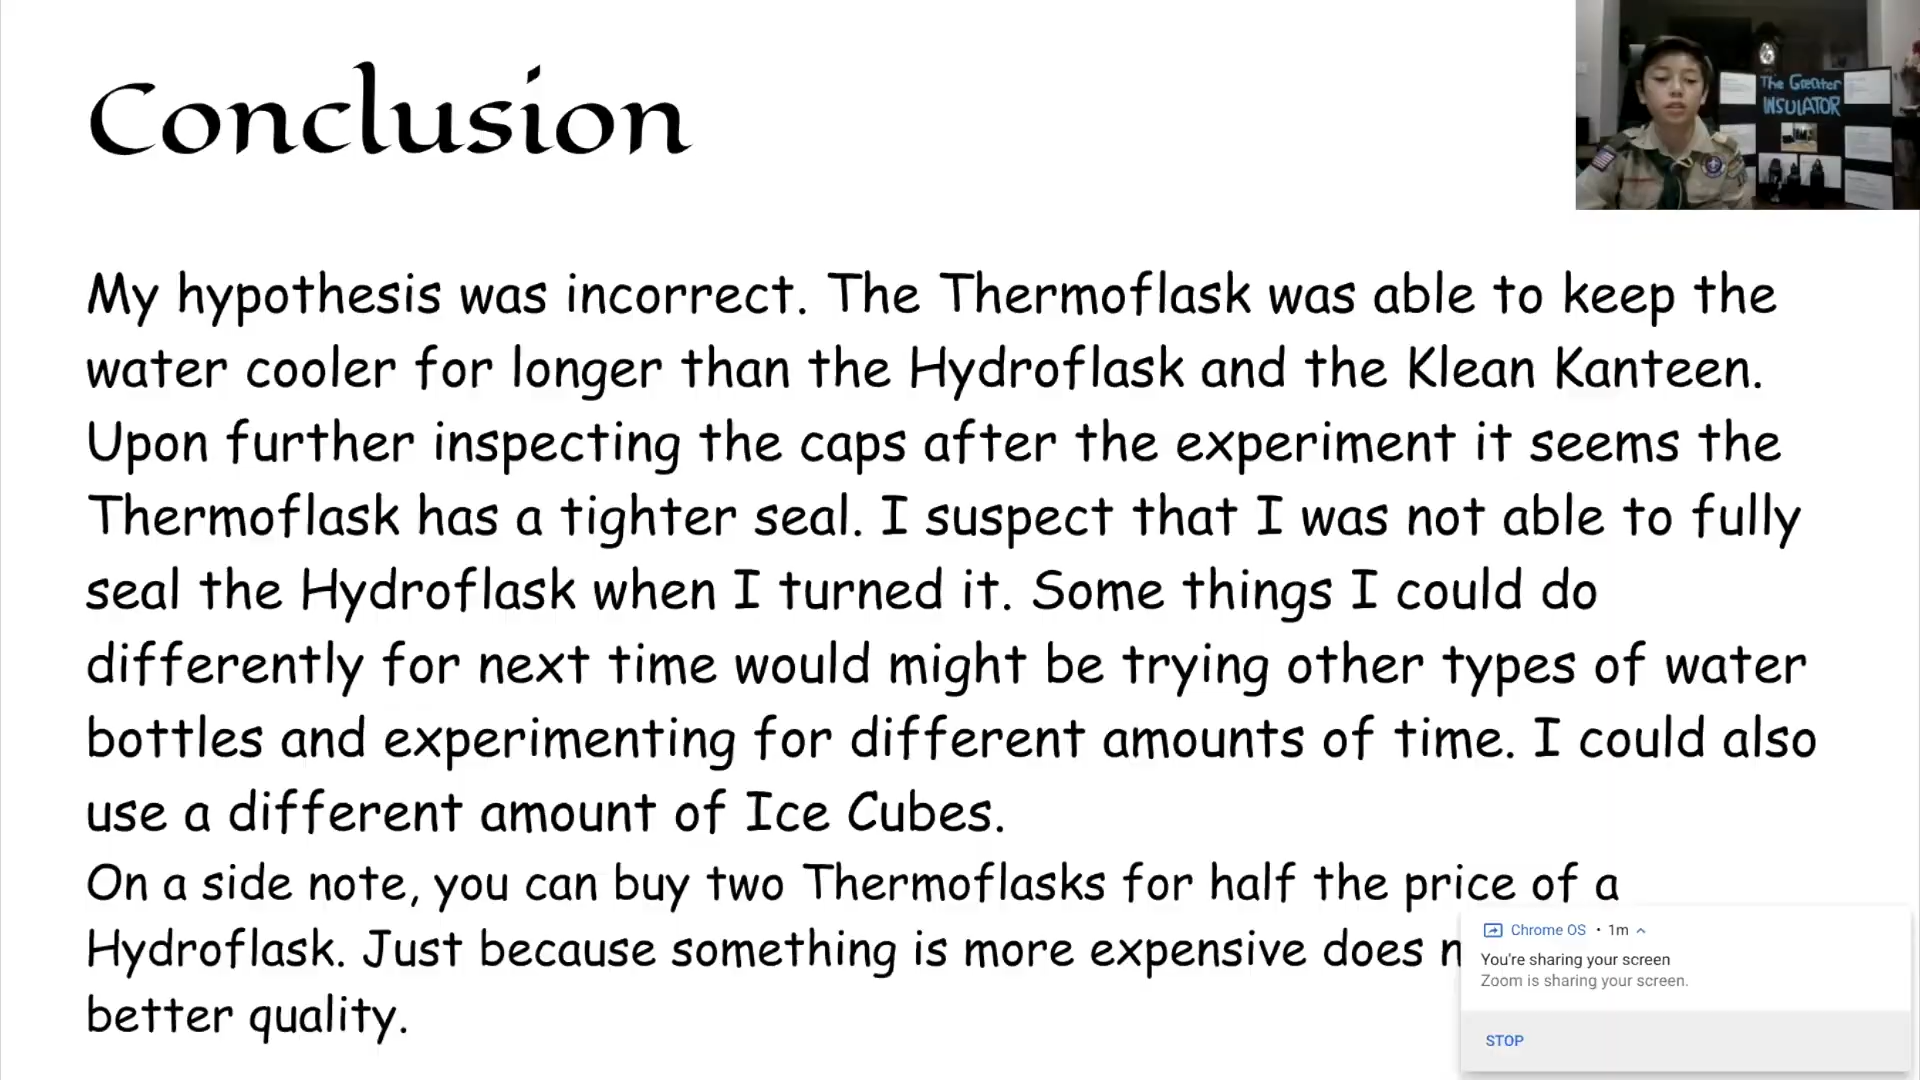 Conclusion
The Greater
INSULATOR
My hypothesis was incorrect. The Thermoflask was able to keep the
water cooler for longer than the Hydroflask and the Klean Kanteen.
Upon further inspecting the caps after the experiment it seems the
Thermoflask has a tighter seal. I suspect that I was not able to fully
seal the Hydroflask when I turned it. Some things I could do
differently for next time would might be trying other types of water
bottles and experimenting for different amounts of time. I could also
use a different amount of Ice Cubes.
On a side note, you can buy two Thermoflasks for half the price of a
Hydroflask. Just because something is more expensive does n
better quality.
Chrome OS • 1m
You're sharing your screen
Zoom is sharing your screen.
STOP